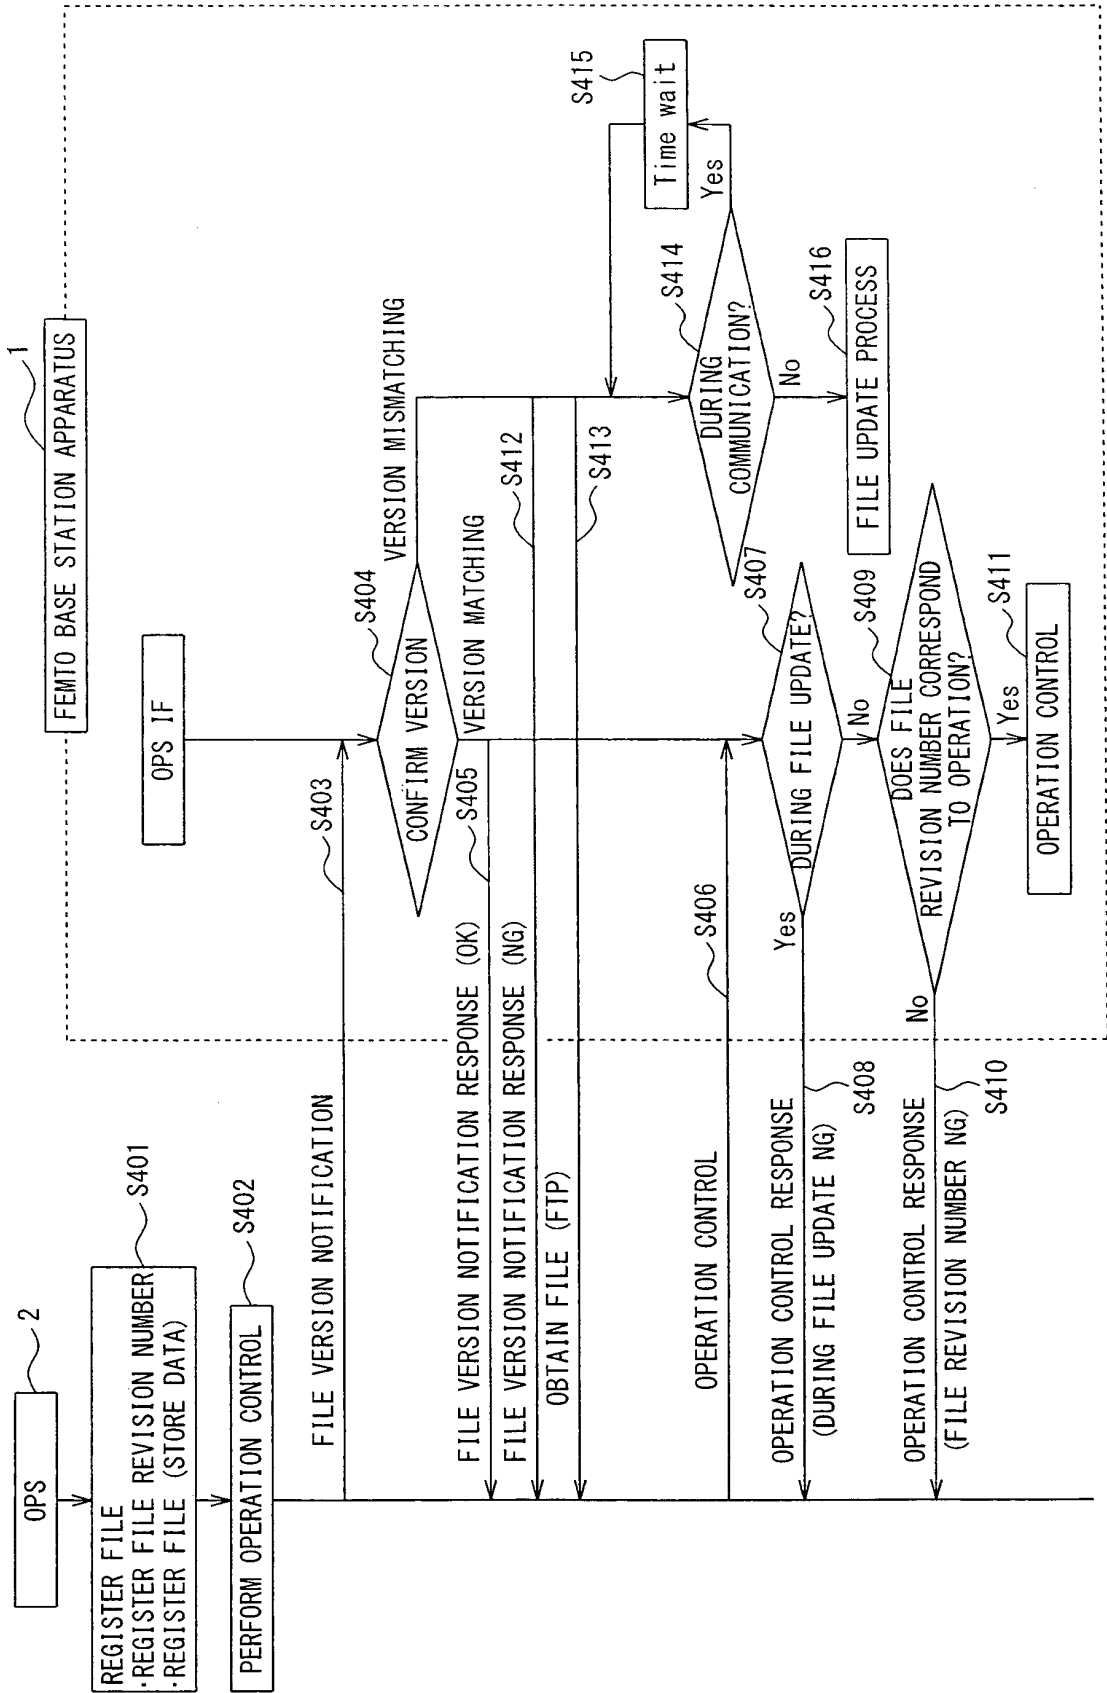 OPS
2
REGISTER FILE
·REGISTER FILE REVISION NUMBER
·REGISTER FILE (STORE DATA)
S401
PERFORM OPERATION CONTROL
S402
FEMTO BASE STATION APPARATUS
1
OPS IF
FILE VERSION NOTIFICATION
S403
CONFIRM VERSION
S404
VERSION MISMATCHING
VERSION MATCHING
FILE VERSION NOTIFICATION RESPONSE (OK)
S405
FILE VERSION NOTIFICATION RESPONSE (NG)
S412
OBTAIN FILE (FTP)
S413
Time wait
S415
Yes
DURING
COMMUNICATION?
S414
No
FILE UPDATE PROCESS
S416
OPERATION CONTROL
S406
DURING FILE UPDATE?
S407
Yes
No
OPERATION CONTROL RESPONSE
(DURING FILE UPDATE NG)
S408
DOES FILE
REVISION NUMBER CORRESPOND
TO OPERATION?
S409
No
Yes
OPERATION CONTROL RESPONSE
(FILE REVISION NUMBER NG)
S410
OPERATION CONTROL
S411